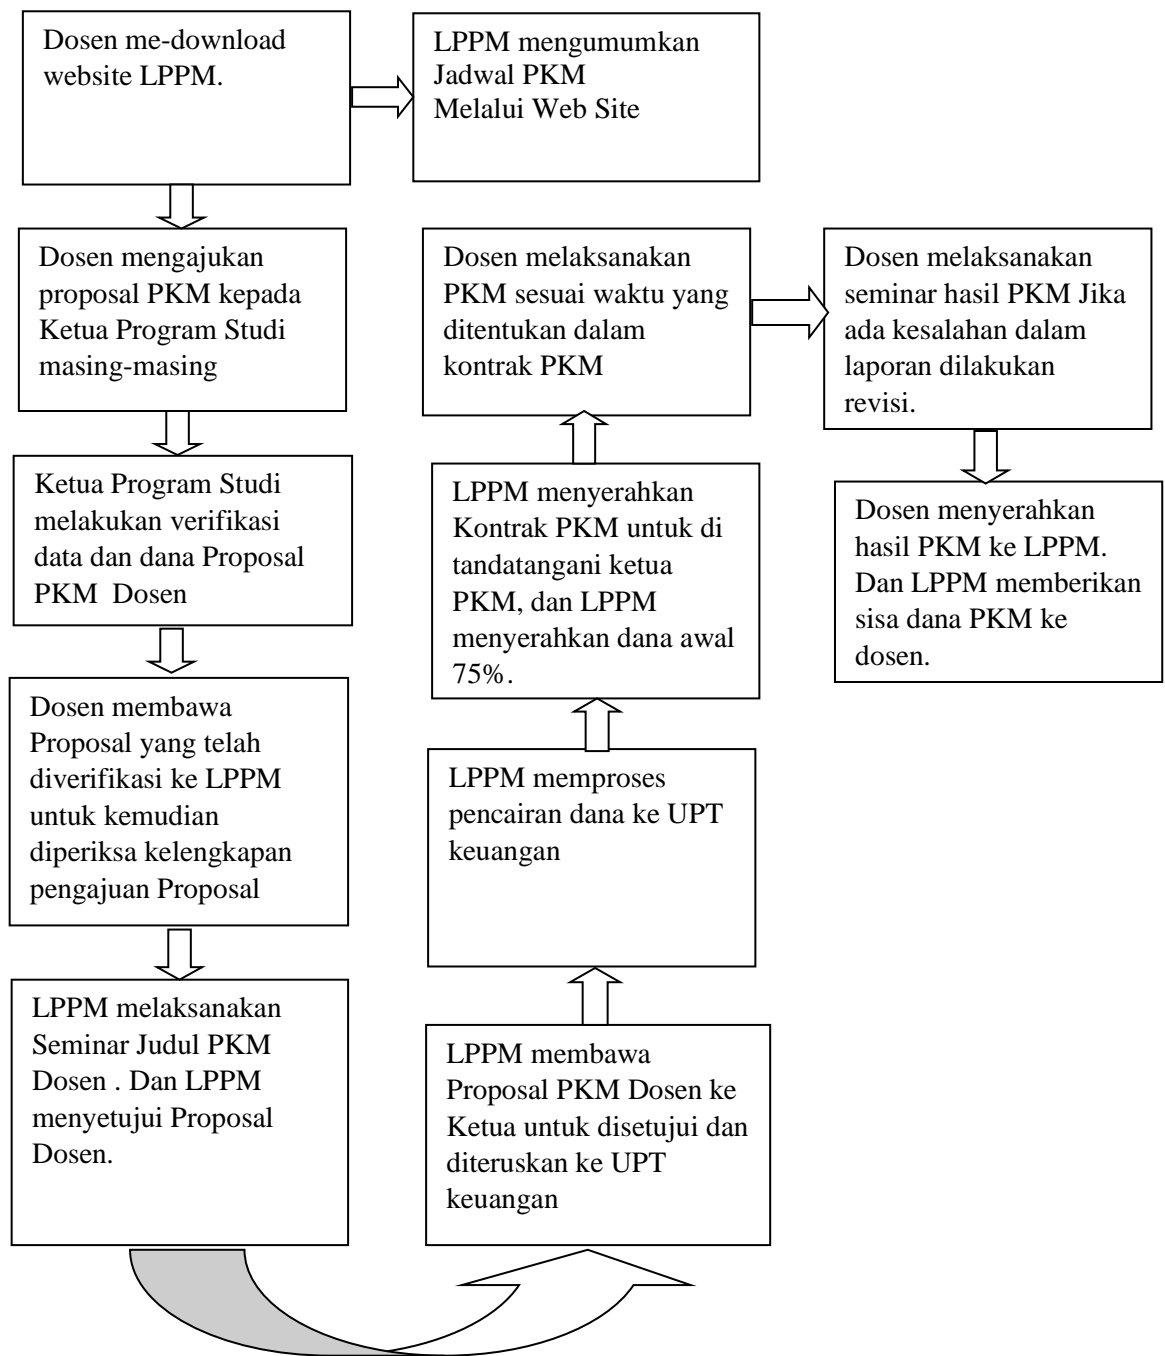 Dosen me-download
website LPPM.
LPPM mengumumkan
Jadwal PKM
Melalui Web Site
Dosen mengajukan
proposal PKM kepada
Ketua Program Studi
masing-masing
Ketua Program Studi
melakukan verifikasi
data dan dana Proposal
PKM  Dosen
Dosen membawa
Proposal yang telah
diverifikasi ke LPPM
untuk kemudian
diperiksa kelengkapan
pengajuan Proposal
LPPM melaksanakan
Seminar Judul PKM
Dosen . Dan LPPM
menyetujui Proposal
Dosen.
LPPM membawa
Proposal PKM Dosen ke
Ketua untuk disetujui dan
diteruskan ke UPT
keuangan
LPPM memproses
pencairan dana ke UPT
keuangan
LPPM menyerahkan
Kontrak PKM untuk di
tandatangani ketua
PKM, dan LPPM
menyerahkan dana awal
75%.
Dosen melaksanakan
PKM sesuai waktu yang
ditentukan dalam
kontrak PKM
Dosen melaksanakan
seminar hasil PKM Jika
ada kesalahan dalam
laporan dilakukan
revisi.
Dosen menyerahkan
hasil PKM ke LPPM.
Dan LPPM memberikan
sisa dana PKM ke
dosen.